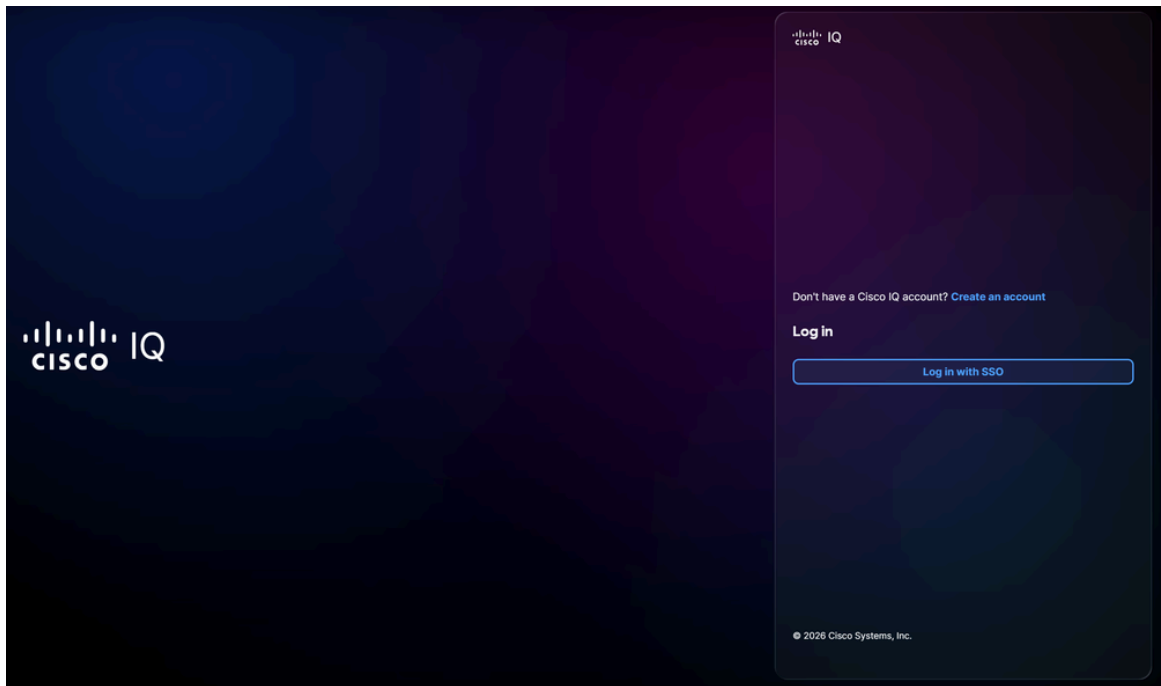 cisco IQ
cisco IQ
Don't have a Cisco IQ account? Create an account
Log in
Log in with SSO
© 2026 Cisco Systems, Inc.